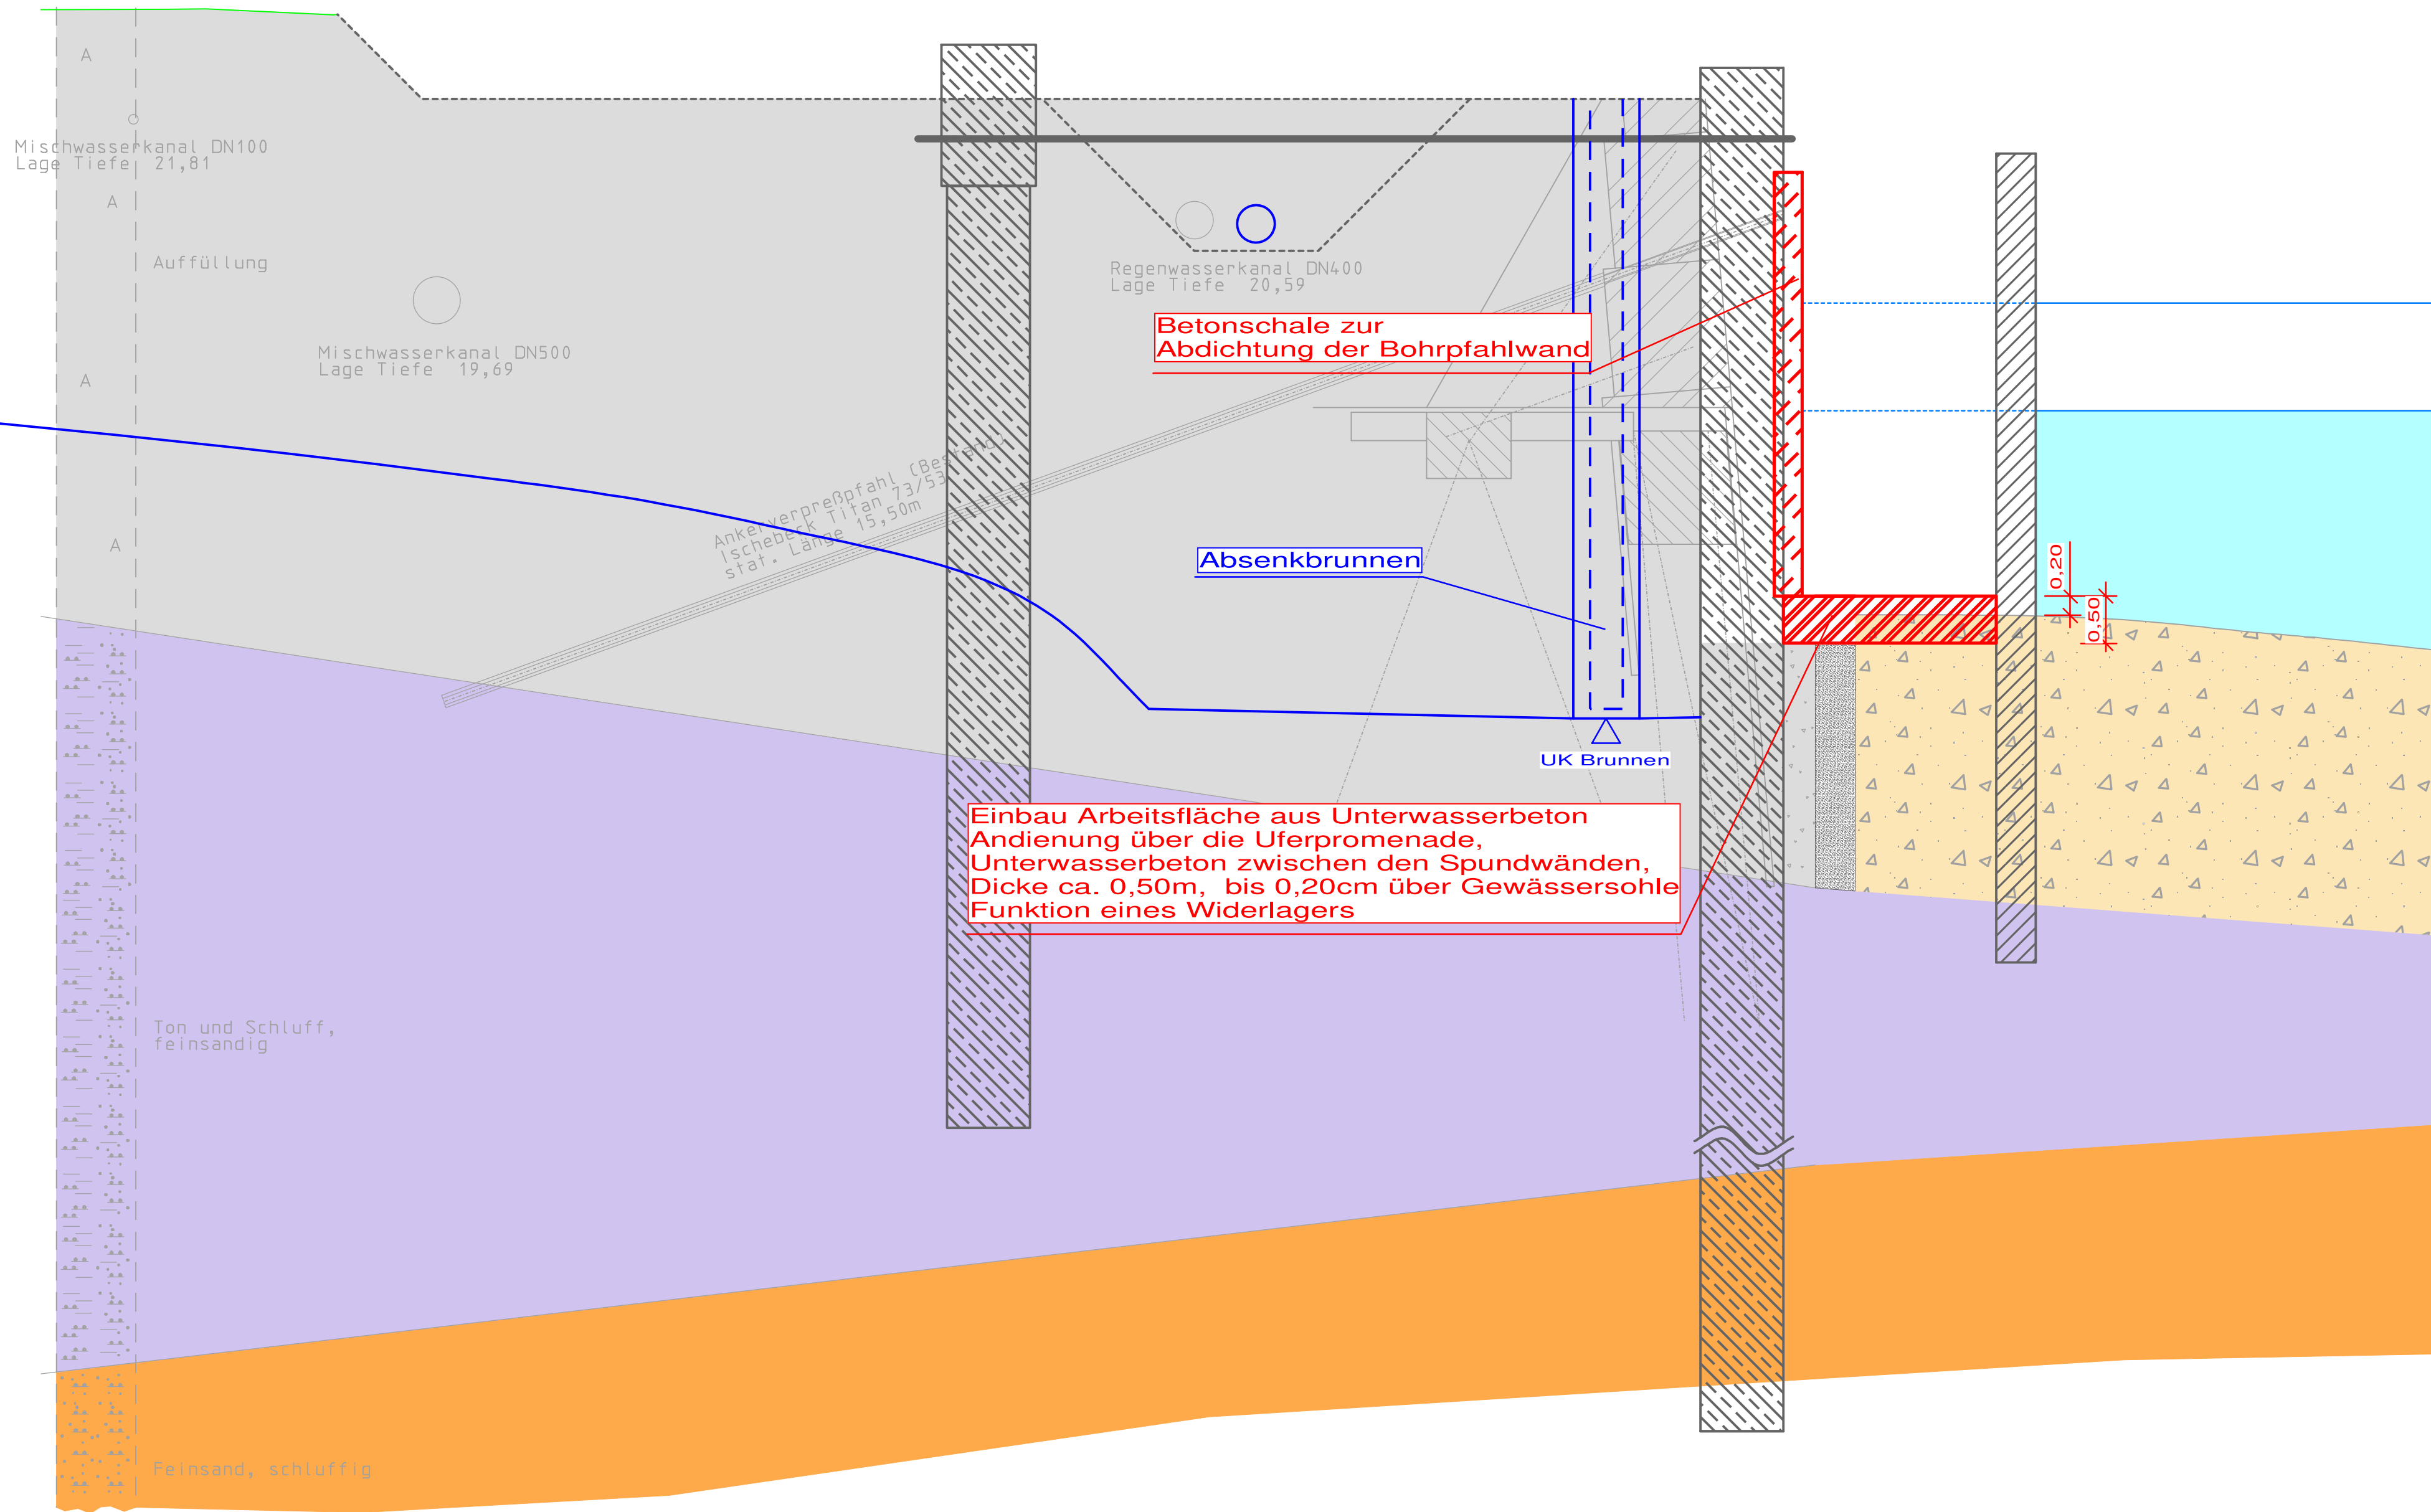 A
Mischwasserkanal DN100
Lage Tiefe 21,81
A
Auffüllung
Regenwasserkanal DN400
Lage Tiefe 20,59
Betonschale zur
Abdichtung der Bohrpfahlwand
Mischwasserkanal DN500
Lage Tiefe 19,69
A
Ankerverpreßpfahl (Bestand)
Ischebeck Titan 73/53
stat. Länge 15,50m
A
Absenkbrunnen
0,20
0,50
UK Brunnen
Einbau Arbeitsfläche aus Unterwasserbeton
Andienung über die Uferpromenade,
Unterwasserbeton zwischen den Spundwänden,
Dicke ca. 0,50m, bis 0,20cm über Gewässersohle
Funktion eines Widerlagers
Ton und Schluff,
feinsandig
Feinsand, schluffig